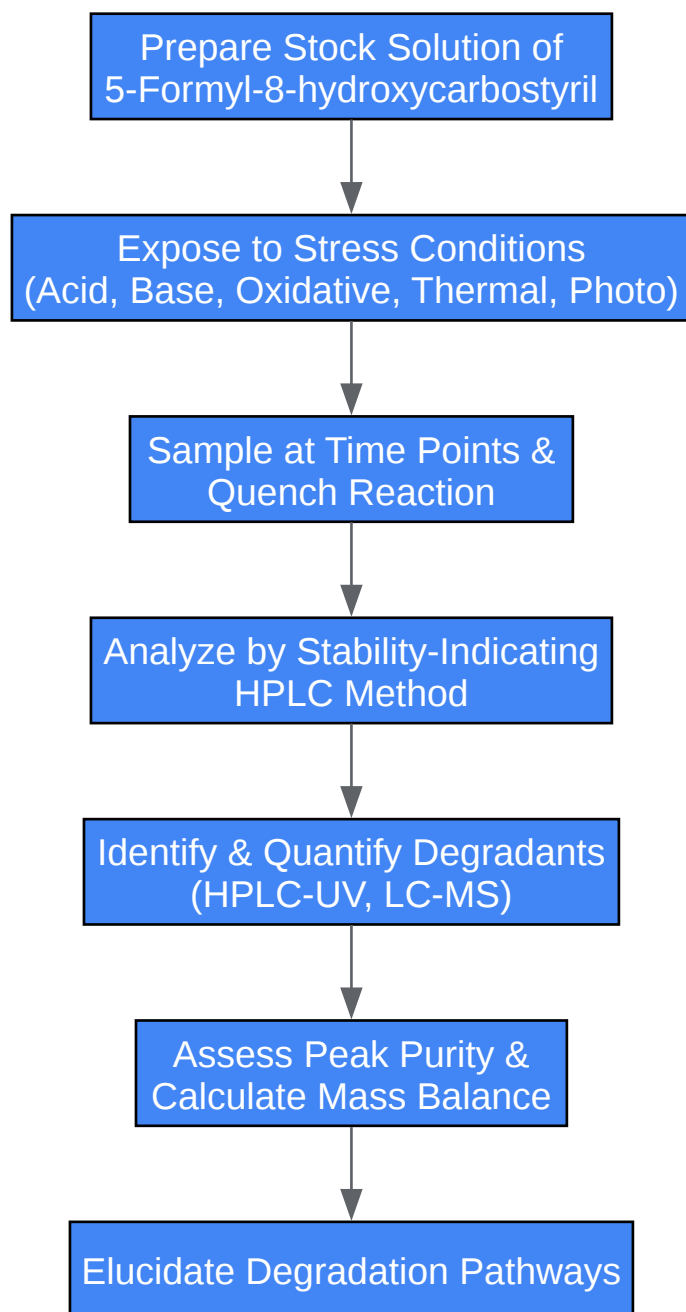 Prepare Stock Solution of
5-Formyl-8-hydroxycarbostyril
Expose to Stress Conditions
(Acid, Base, Oxidative, Thermal, Photo)
Sample at Time Points &
Quench Reaction
Analyze by Stability-Indicating
HPLC Method
Identify & Quantify Degradants
(HPLC-UV, LC-MS)
Assess Peak Purity &
Calculate Mass Balance
Elucidate Degradation Pathways